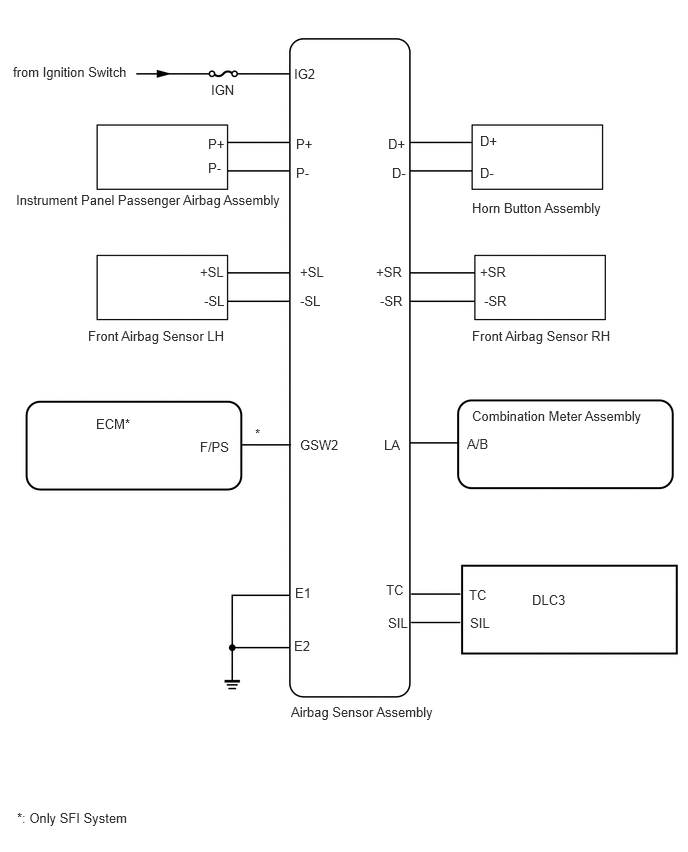 from Ignition Switch
IGN
IG2
P+
P-
Instrument Panel Passenger Airbag Assembly
P+
P-
D+
D-
D+
D-
Horn Button Assembly
+SL
-SL
Front Airbag Sensor LH
+SL
-SL
+SR
-SR
+SR
-SR
Front Airbag Sensor RH
ECM*
F/PS
*
GSW2
LA
Combination Meter Assembly
A/B
E1
E2
TC
SIL
TC
DLC3
SIL
Airbag Sensor Assembly
*: Only SFI System